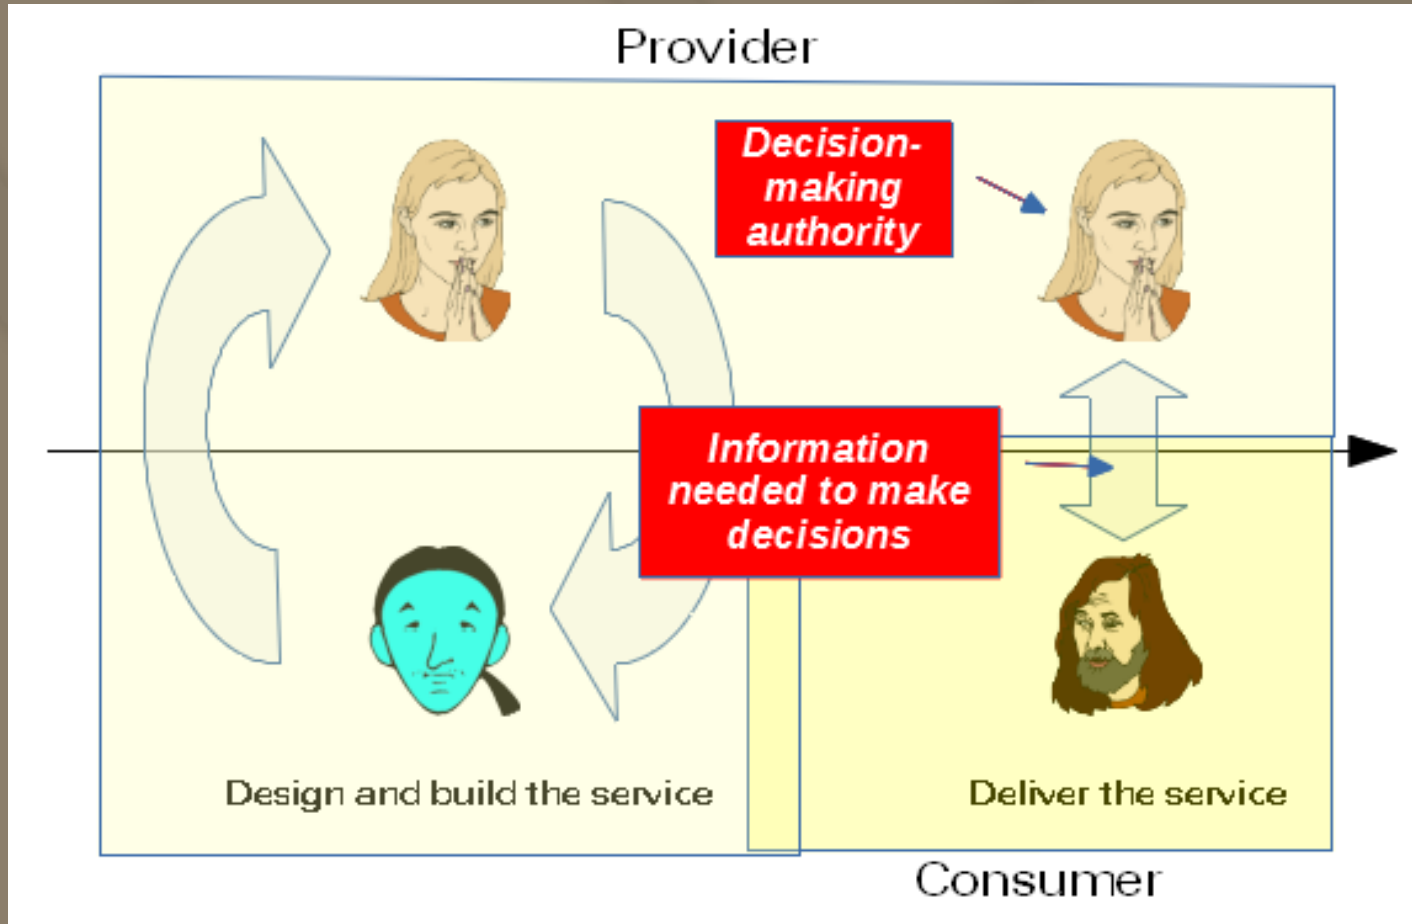 Provider
Decision-
making
authority
Information
needed to make
decisions
Design and build the service
Deliver the service
Consumer